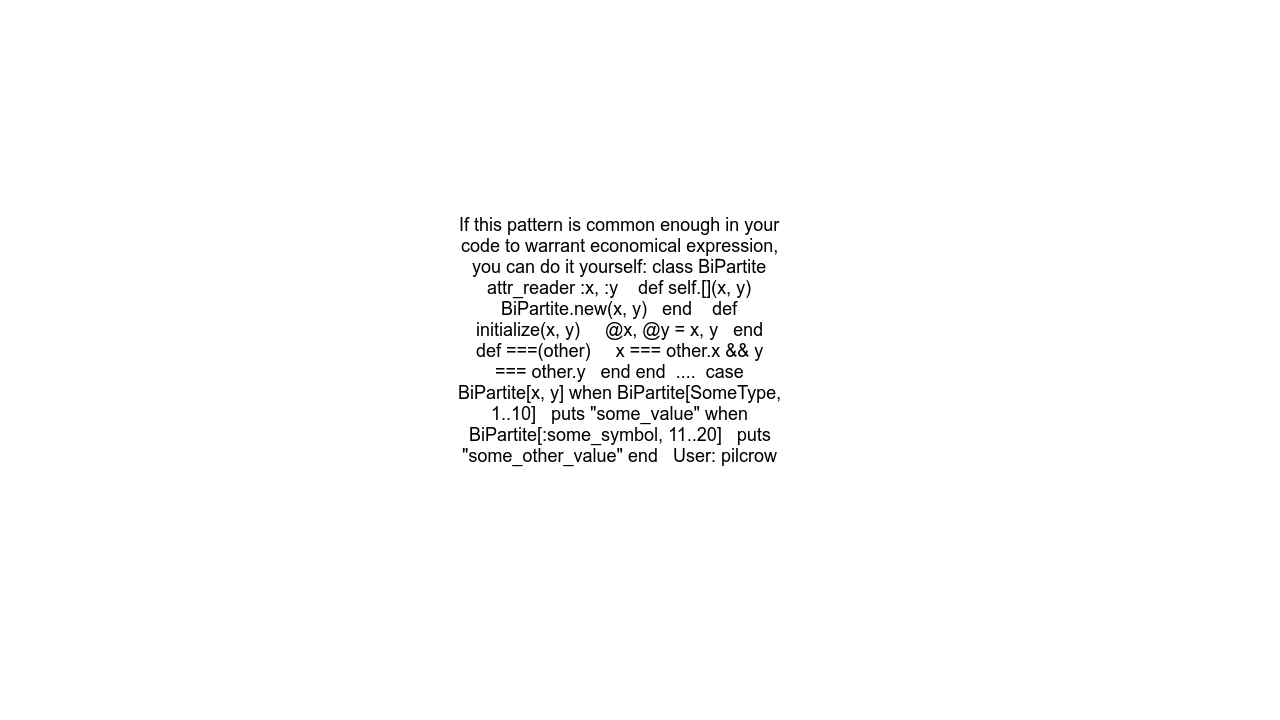 If this pattern is common enough in your
code to warrant economical expression,
you can do it yourself: class BiPartite
attr_reader :x, :y    def self.[](x, y)
BiPartite.new(x, y)   end    def
initialize(x, y)     @x, @y = x, y   end
def ===(other)     x === other.x && y
=== other.y   end end  ....  case
BiPartite[x, y] when BiPartite[SomeType,
1..10]   puts "some_value" when
BiPartite[:some_symbol, 11..20]   puts
"some_other_value" end   User: pilcrow